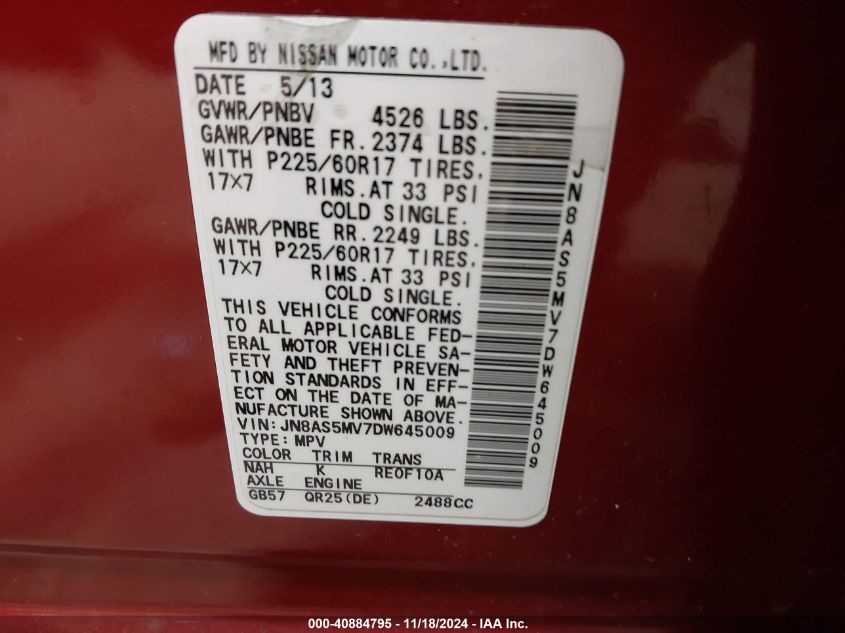 MFD BY NISSAN MOTOR CO.,LTD.
DATE 5/13
GVWR/PNBV 4526 LBS.
GAWR/PNBE FR. 2374 LBS.
WITH P225/60R17 TIRES,
17×7 RIMS.AT 33 PSI
COLD SINGLE.
GAWR/PNBE RR. 2249 LBS.
WITH P225/60R17 TIRES,
17×7 RIMS.AT 33 PSI
COLD SINGLE.
THIS VEHICLE CONFORMS
TO ALL APPLICABLE FED-
ERAL MOTOR VEHICLE SA-
FETY AND THEFT PREVEN-
TION STANDARDS IN EFF-
ECT ON THE DATE OF MA-
NUFACTURE SHOWN ABOVE.
VIN: JN8AS5MV7DW645009
TYPE: MPV
COLOR TRIM TRANS
NAH K RE0F10A
AXLE ENGINE
GB57 QR25(DE) 2488CC
JN8AS5MV7DW645009
000-40884795 - 11/18/2024 - IAA Inc.